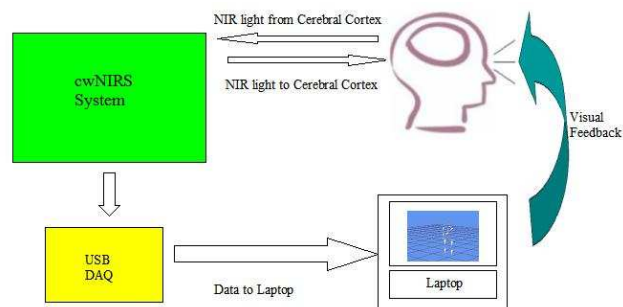 NIR light from Cerebral Cortex
cwNIRS
System
NIR light to Cerebral Cortex
Visual
Feedback
USB
DAQ
Data to Laptop
Laptop